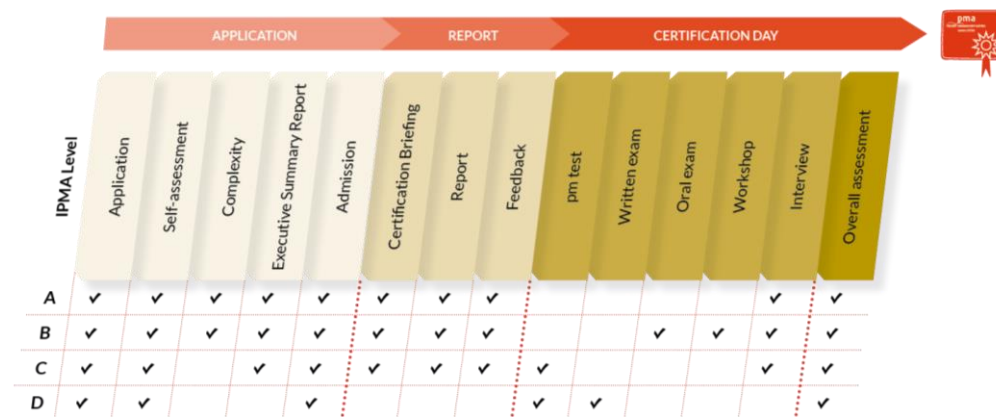 APPLICATION REPORT CERTIFICATION DAY
pma
IPMA Level
Application
Self-assessment
Complexity
Executive Summary Report
Admission
Certification Briefing
Report
Feedback
pm test
Written exam
Oral exam
Workshop
Interview
Overall assessment
A ✔ ✔ ✔ ✔ ✔ ✔ ✔ ✔ ✔ ✔
B ✔ ✔ ✔ ✔ ✔ ✔ ✔ ✔ ✔ ✔ ✔ ✔
C ✔ ✔ ✔ ✔ ✔ ✔ ✔ ✔ ✔ ✔
D ✔ ✔ ✔ ✔ ✔ ✔